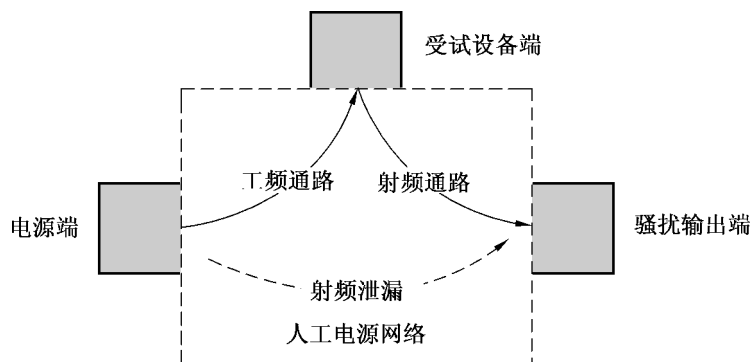 受试设备端
工频通路
射频通路
电源端
骚扰输出端
射频泄漏
人工电源网络